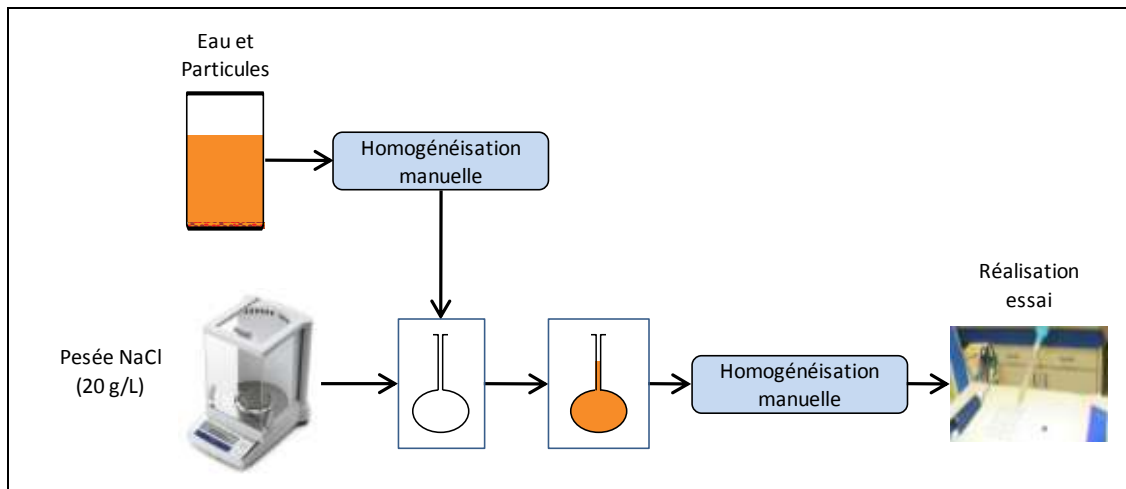 Eau et
Particules
Homogénéisation
manuelle
Pesée NaCl
(20 g/L)
Homogénéisation
manuelle
Réalisation
essai